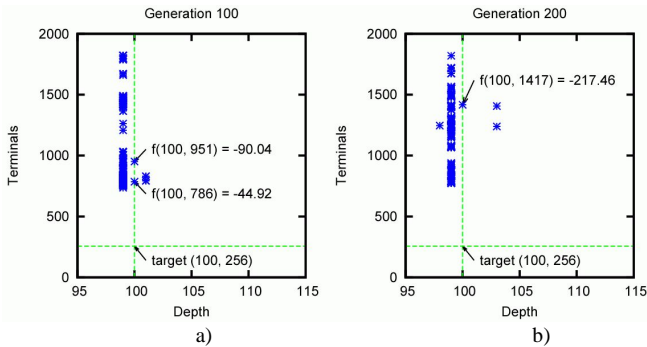 Generation 100
2000
1500
1000
500
0
Terminals
f(100, 951) = -90.04
f(100, 786) = -44.92
target (100, 256)
95 100 105 110 115
Depth
a)
Generation 200
2000
1500
1000
500
0
Terminals
f(100, 1417) = -217.46
target (100, 256)
95 100 105 110 115
Depth
b)